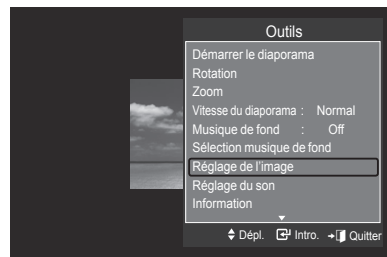 Outils
Démarrer le diaporama
Rotation
Zoom
Vitesse du diaporama : Normal
Musique de fond : Off
Sélection musique de fond
Réglage de l'image
Réglage du son
Information
Dépl. Intro. Quitter